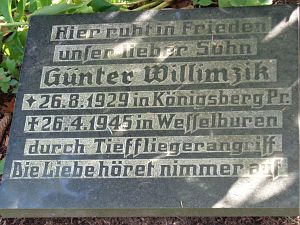 Hier ruht in Frieden
unser lieber Sohn
Günter Willimzik
✦ 26.8.1929 in Königsberg Pr.
✠ 26.4.1945 in Wesselburen
durch Tieffliegerangriff
Die Liebe höret nimmer auf